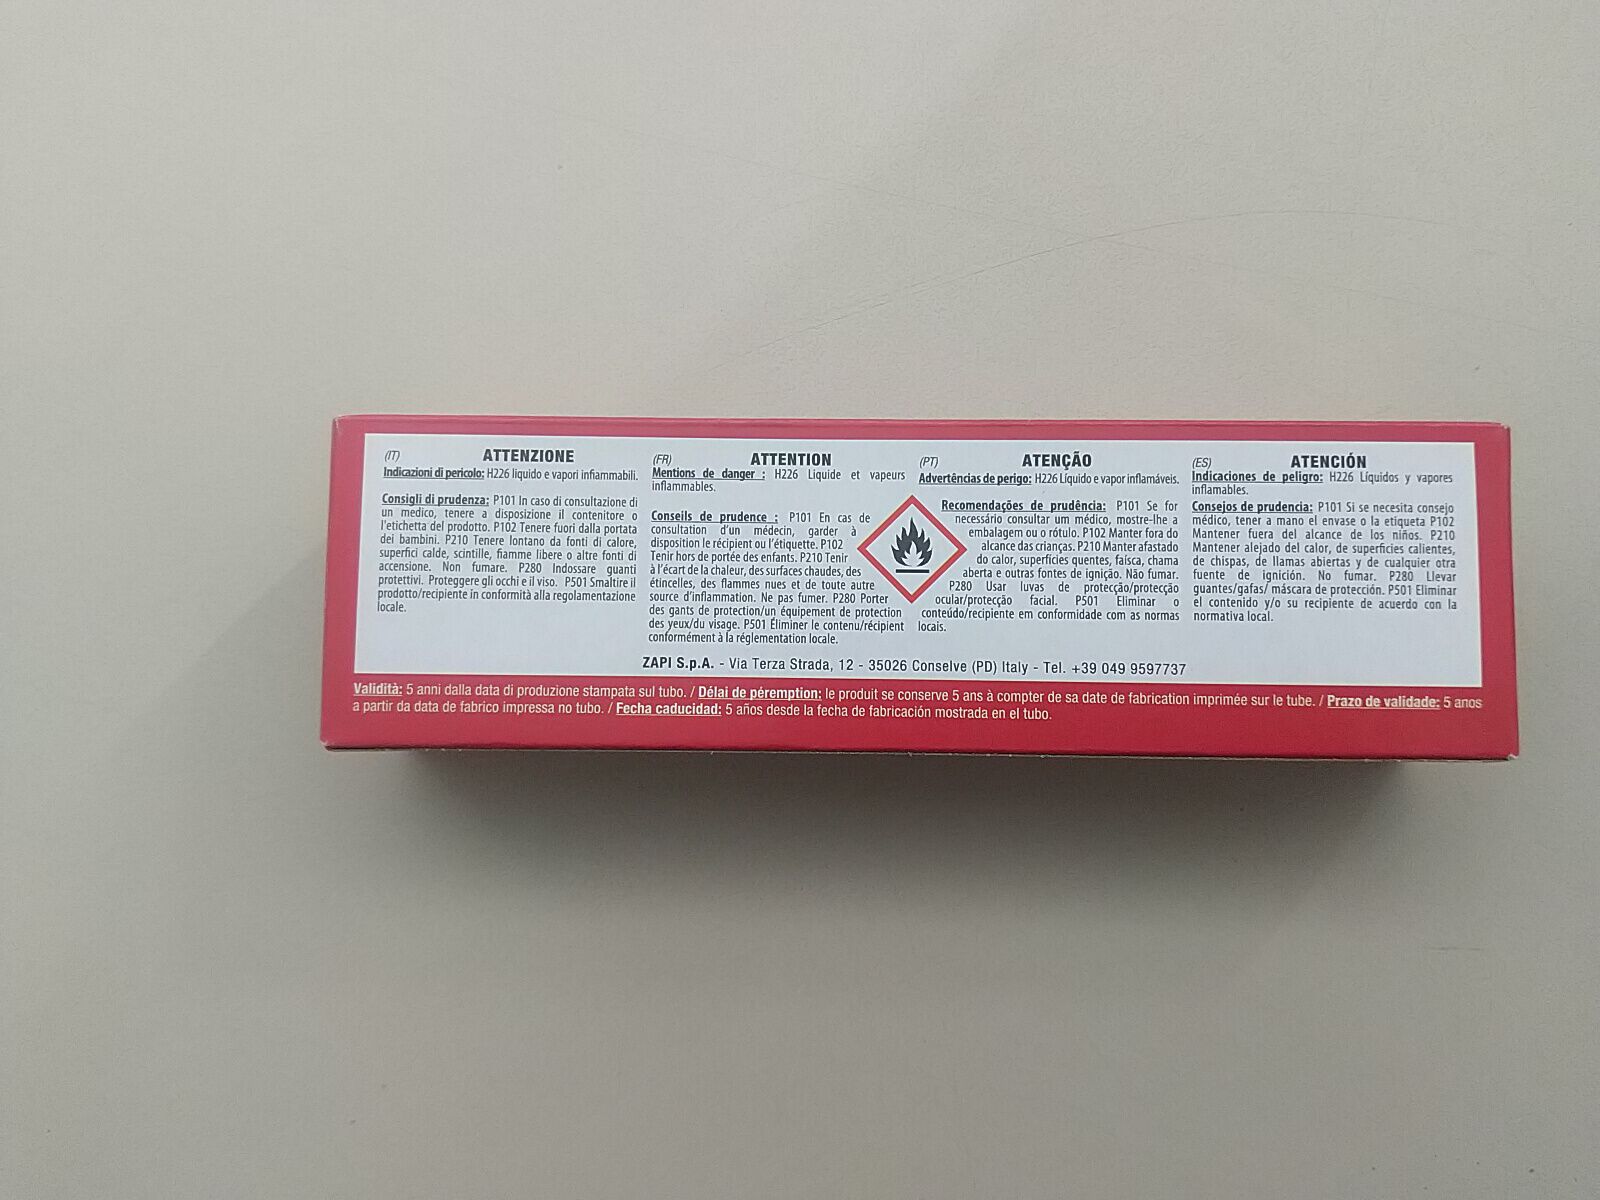 (IT) ATTENZIONE
Indicazioni di pericolo: H226 liquido e vapori infiammabili.
Consigli di prudenza: P101 In caso di consultazione di
un medico, tenere a disposizione il contenitore o
l'etichetta del prodotto. P102 Tenere fuori dalla portata
dei bambini. P210 Tenere lontano da fonti di calore,
superfici calde, scintille, fiamme libere o altre fonti di
accensione. Non fumare. P280 Indossare guanti
protettivi. Proteggere gli occhi e il viso. P501 Smaltire il
prodotto/recipiente in conformità alla regolamentazione
locale.
(FR) ATTENTION
Mentions de danger : H226 Liquide et vapeurs
inflammables.
Conseils de prudence : P101 En cas de
consultation d'un médecin, garder à
disposition le récipient ou l'étiquette. P102
Tenir hors de portée des enfants. P210 Tenir
à l'écart de la chaleur, des surfaces chaudes, des
étincelles, des flammes nues et de toute autre
source d'inflammation. Ne pas fumer. P280 Porter
des gants de protection/un équipement de protection
des yeux/du visage. P501 Éliminer le contenu/récipient
conformément à la réglementation locale.
(PT) ATENÇÃO
Advertências de perigo: H226 Líquido e vapor inflamáveis.
Recomendações de prudência: P101 Se for
necessário consultar um médico, mostre-lhe a
embalagem ou o rótulo. P102 Manter fora do
alcance das crianças. P210 Manter afastado
do calor, superfícies quentes, faísca, chama
aberta e outras fontes de ignição. Não fumar.
P280 Usar luvas de protecção/protecção
ocular/protecção facial. P501 Eliminar o
conteúdo/recipiente em conformidade com as normas
locais.
(ES) ATENCIÓN
Indicaciones de peligro: H226 Líquidos y vapores
inflamables.
Consejos de prudencia: P101 Si se necesita consejo
médico, tener a mano el envase o la etiqueta P102
Mantener fuera del alcance de los niños. P210
Mantener alejado del calor, de superficies calientes,
de chispas, de llamas abiertas y de cualquier otra
fuente de ignición. No fumar. P280 Llevar
guantes/gafas/ máscara de protección. P501 Eliminar
el contenido y/o su recipiente de acuerdo con la
normativa local.
ZAPI S.p.A. - Via Terza Strada, 12 - 35026 Conselve (PD) Italy - Tel. +39 049 9597737
Validità: 5 anni dalla data di produzione stampata sul tubo. / Délai de péremption: le produit se conserve 5 ans à compter de sa date de fabrication imprimée sur le tube. / Prazo de validade: 5 anos
a partir da data de fabrico impressa no tubo. / Fecha caducidad: 5 años desde la fecha de fabricación mostrada en el tubo.